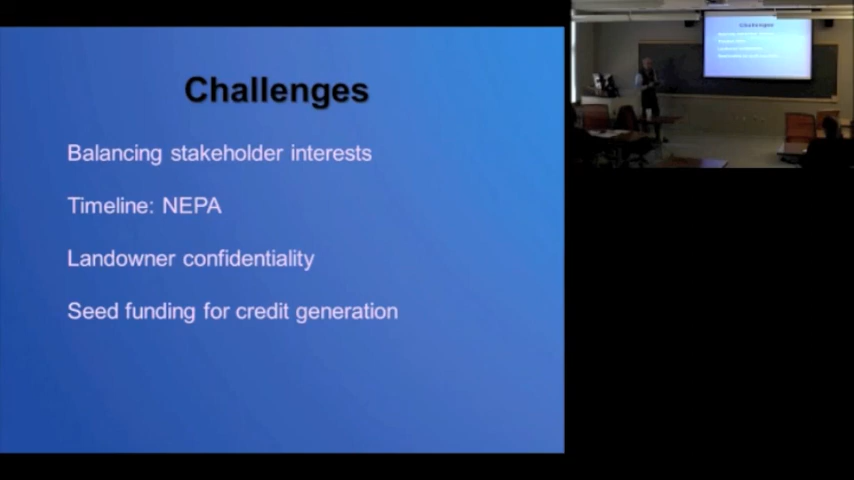 Challenges
Balancing stakeholder interests
Timeline: NEPA
Landowner confidentiality
Seed funding for credit generation